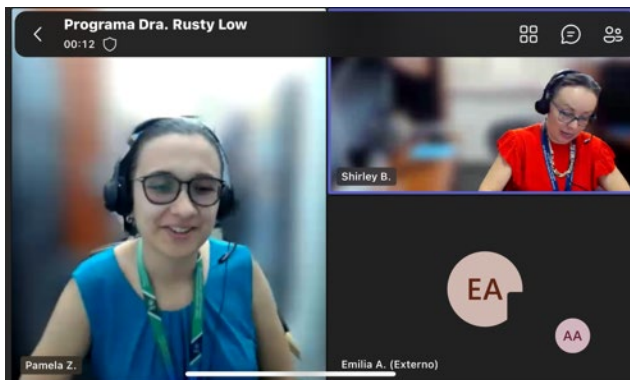 Programa Dra. Rusty Low
00:12
Shirley B.
EA
AA
Pamela Z.
Emilia A. (Externo)